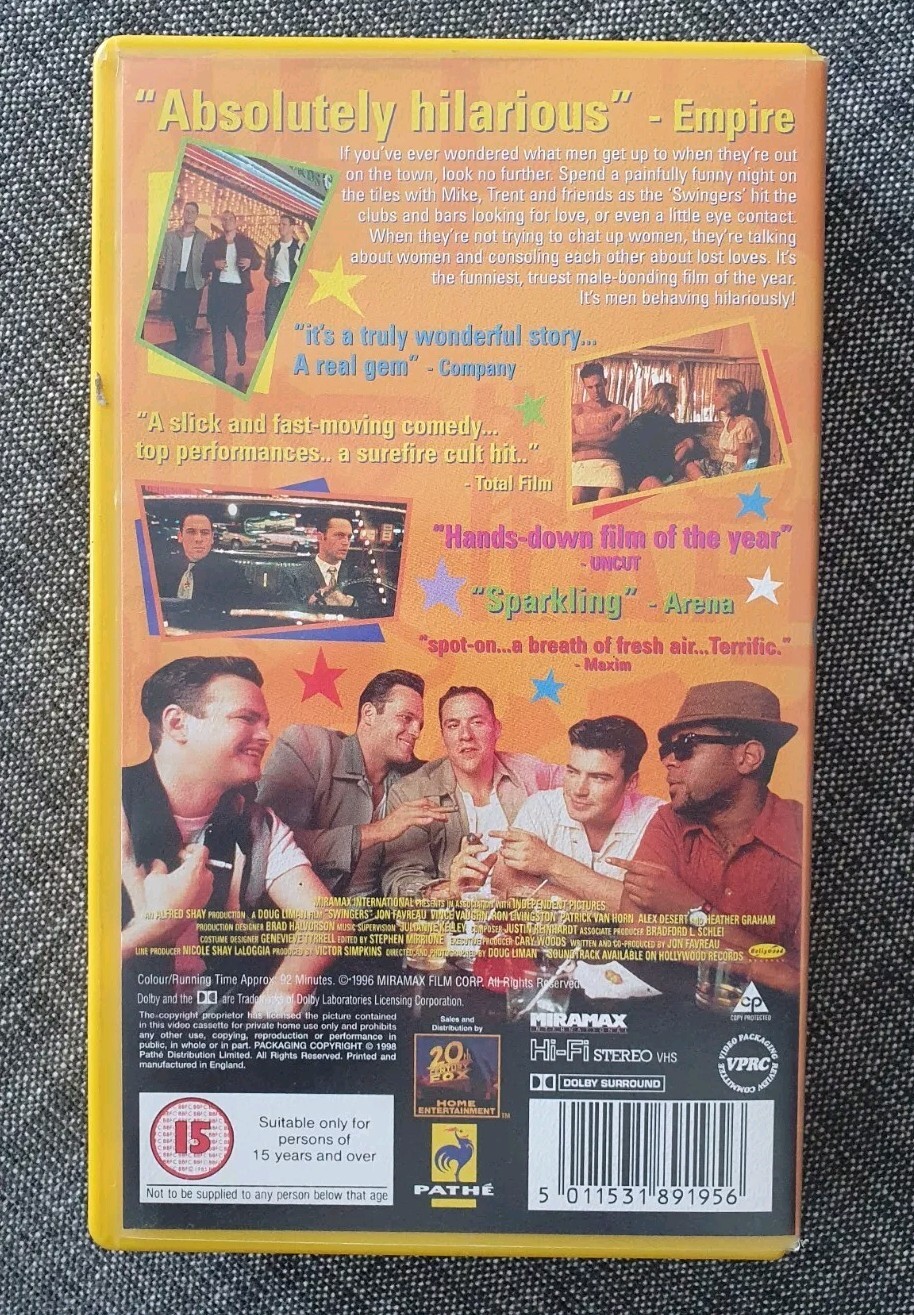 “Absolutely hilarious” - Empire
If you've ever wondered what men get up to when they're out
on the town, look no further. Spend a painfully funny night on
the tiles with Mike, Trent and friends as the 'Swingers' hit the
clubs and bars looking for love, or even a little eye contact.
When they're not trying to chat up women, they're talking
about women and consoling each other about lost loves. It's
the funniest, truest male-bonding film of the year.
It's men behaving hilariously!
“it's a truly wonderful story...
A real gem” - Company
“A slick and fast-moving comedy...
top performances.. a surefire cult hit..”
- Total Film
“Hands-down film of the year”
- UNCUT
“Sparkling” - Arena
“spot-on...a breath of fresh air...Terrific.”
- Maxim
MIRAMAX INTERNATIONAL PRESENTS IN ASSOCIATION WITH INDEPENDENT PICTURES
AN ALFRED SHAY PRODUCTION A DOUG LIMAN FILM "SWINGERS" JON FAVREAU VINCE VAUGHN RON LIVINGSTON PATRICK VAN HORN ALEX DESERT AND HEATHER GRAHAM
PRODUCTION DESIGNER BRAD HALVORSON MUSIC SUPERVISION JULIANNE KELLEY COMPOSER JUSTIN REINHARDT ASSOCIATE PRODUCER BRADFORD L. SCHLEI
COSTUME DESIGNER GENEVIEVE TYRRELL EDITED BY STEPHEN MIRRIONE EXECUTIVE PRODUCER CARY WOODS WRITTEN AND CO-PRODUCED BY JON FAVREAU
LINE PRODUCER NICOLE SHAY LaLOGGIA PRODUCED BY VICTOR SIMPKINS DIRECTED AND PHOTOGRAPHED BY DOUG LIMAN SOUNDTRACK AVAILABLE ON HOLLYWOOD RECORDS
Hollywood
Colour/Running Time Approx: 92 Minutes. ©1996 MIRAMAX FILM CORP. All Rights Reserved.
Dolby and the DD are Trademarks of Dolby Laboratories Licensing Corporation.
The copyright proprietor has licensed the picture contained
in this video cassette for private home use only and prohibits
any other use, copying, reproduction or performance in
public, in whole or in part. PACKAGING COPYRIGHT © 1998
Pathé Distribution Limited. All Rights Reserved. Printed and
manufactured in England.
Sales and
Distribution by
20th
CENTURY
FOX
HOME
ENTERTAINMENT TM
PATHÉ
MIRAMAX
INTERNATIONAL
Hi-Fi STEREO VHS
DOLBY SURROUND
CP
COPY PROTECTED
VIDEO PACKAGING REVIEW COMMITTEE
VPRC
15
Suitable only for
persons of
15 years and over
Not to be supplied to any person below that age
5 011531 891956